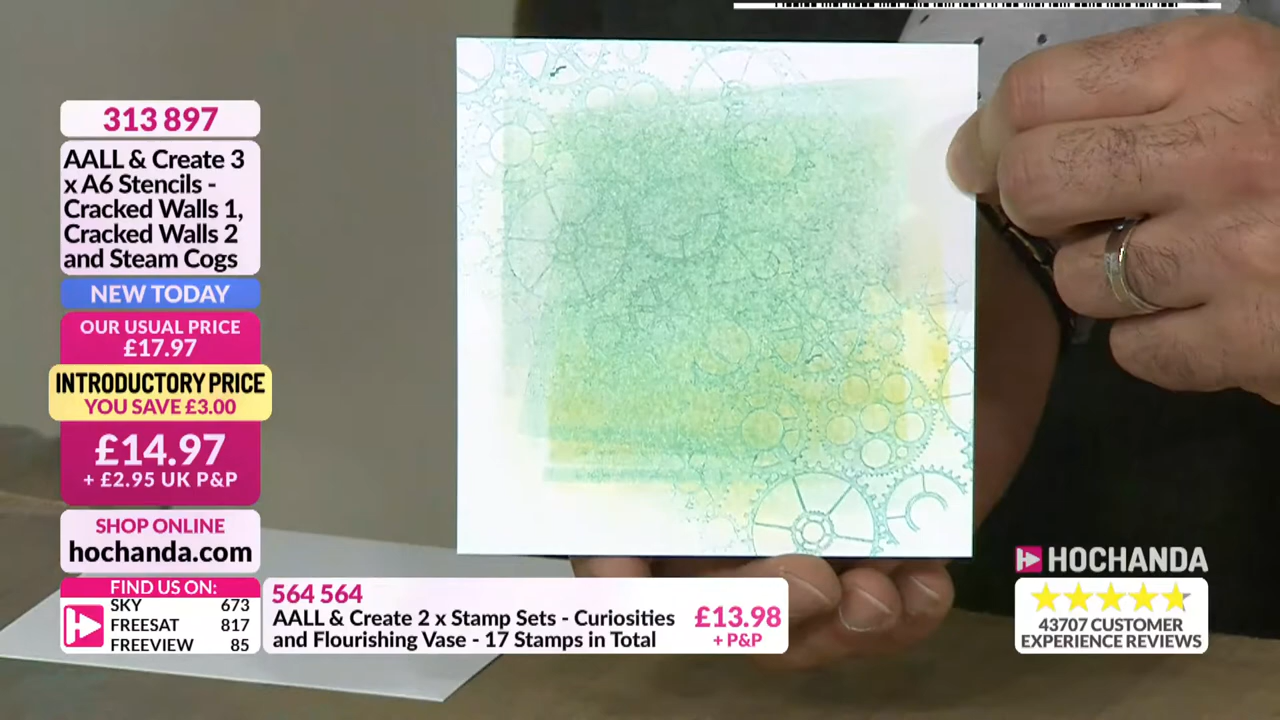 313 897
AALL & Create 3
x A6 Stencils -
Cracked Walls 1,
Cracked Walls 2
and Steam Cogs
NEW TODAY
OUR USUAL PRICE
£17.97
INTRODUCTORY PRICE
YOU SAVE £3.00
£14.97
+ £2.95 UK P&P
SHOP ONLINE
hochanda.com
FIND US ON:
SKY 673
FREESAT 817
FREEVIEW 85
564 564
AALL & Create 2 x Stamp Sets - Curiosities
and Flourishing Vase - 17 Stamps in Total
£13.98
+ P&P
HOCHANDA
43707 CUSTOMER
EXPERIENCE REVIEWS